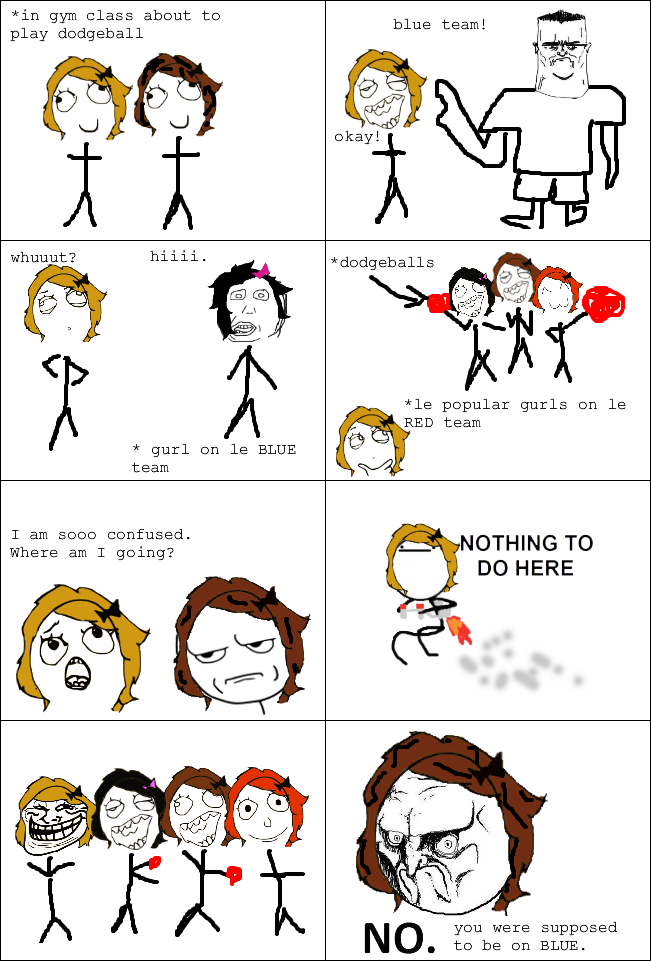 *in gym class about to
play dodgeball
blue team!
okay!
whuuut?
hiiii.
* gurl on le BLUE
team
*dodgeballs
*le popular gurls on le
RED team
I am sooo confused.
Where am I going?
NOTHING TO
DO HERE
NO.
you were supposed
to be on BLUE.